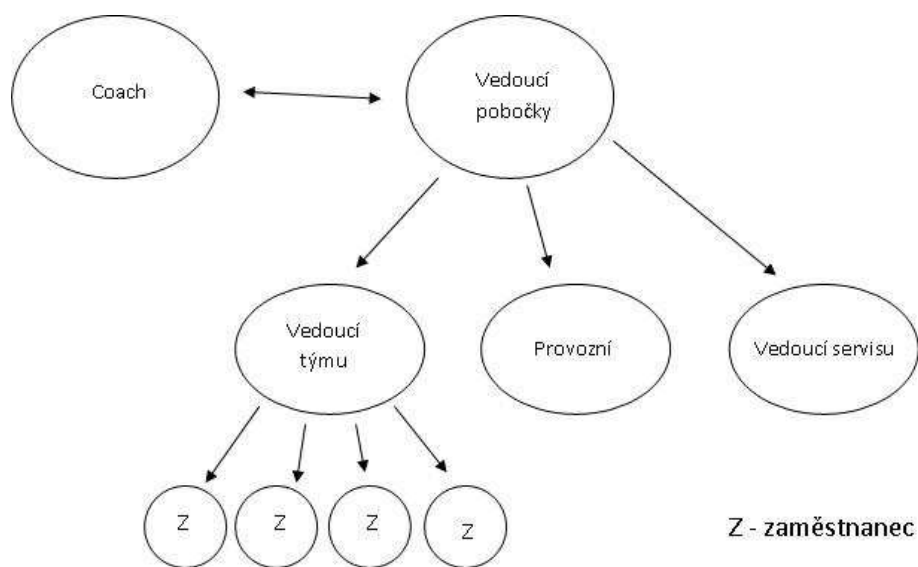 Coach
Vedoucí
pobočky
Vedoucí
týmu
Provozní
Vedoucí servisu
Z
Z
Z
Z
Z - zaměstnanec